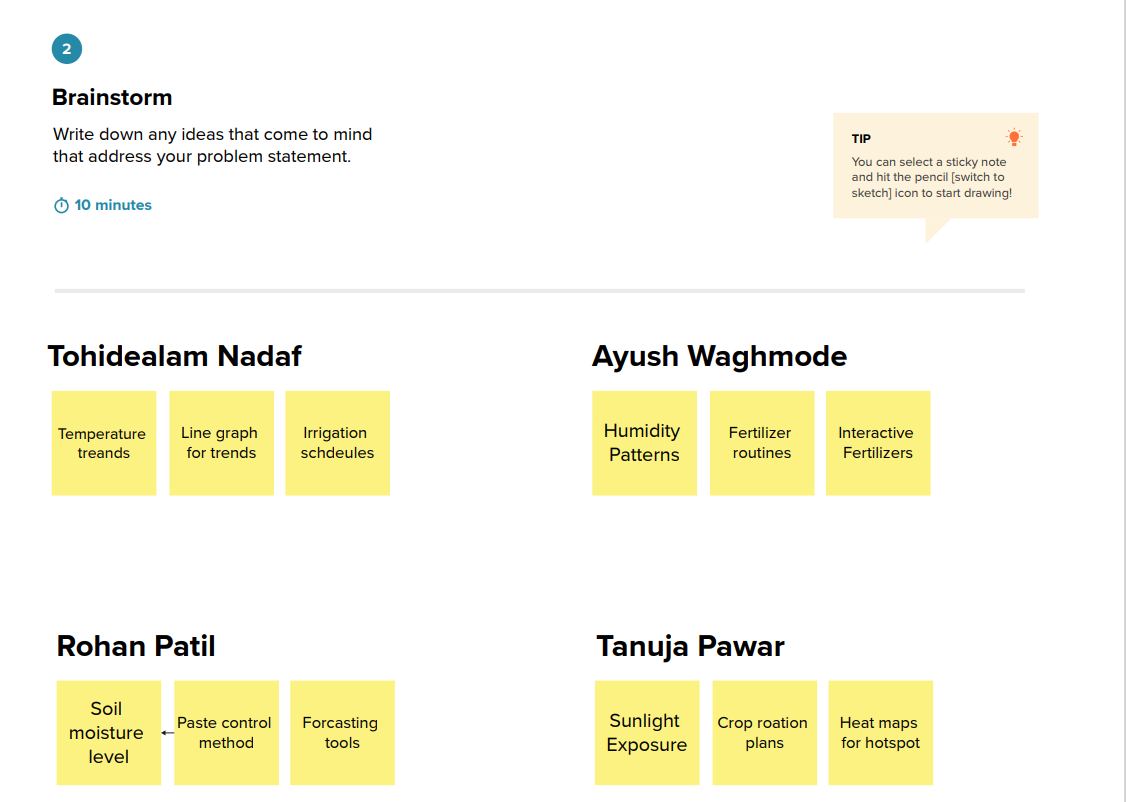 2
Brainstorm
Write down any ideas that come to mind
that address your problem statement.
10 minutes
TIP
You can select a sticky note
and hit the pencil [switch to
sketch] icon to start drawing!
Tohidealam Nadaf
Temperature
treands
Line graph
for trends
Irrigation
schdeules
Ayush Waghmode
Humidity
Patterns
Fertilizer
routines
Interactive
Fertilizers
Rohan Patil
Soil
moisture
level
Paste control
method
Forcasting
tools
Tanuja Pawar
Sunlight
Exposure
Crop roation
plans
Heat maps
for hotspot